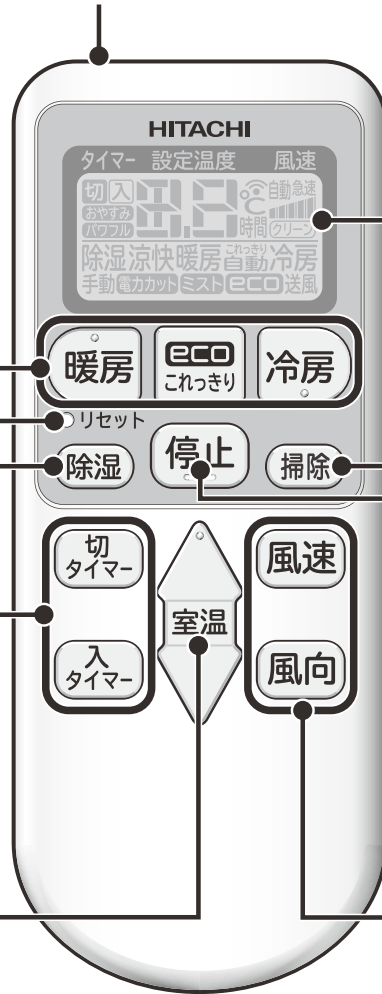 HITACHI
タイマー 設定温度 風速
切 入 8.8 ℃ 自動 急速
おやすみ
パワフル 時間 クリーン
除湿 涼快 暖房 これっきり自動 冷房
手動 電力カット ミスト eco 送風
暖房 eco これっきり 冷房
リセット
除湿 停止 掃除
切タイマー 風速
室温
入タイマー 風向